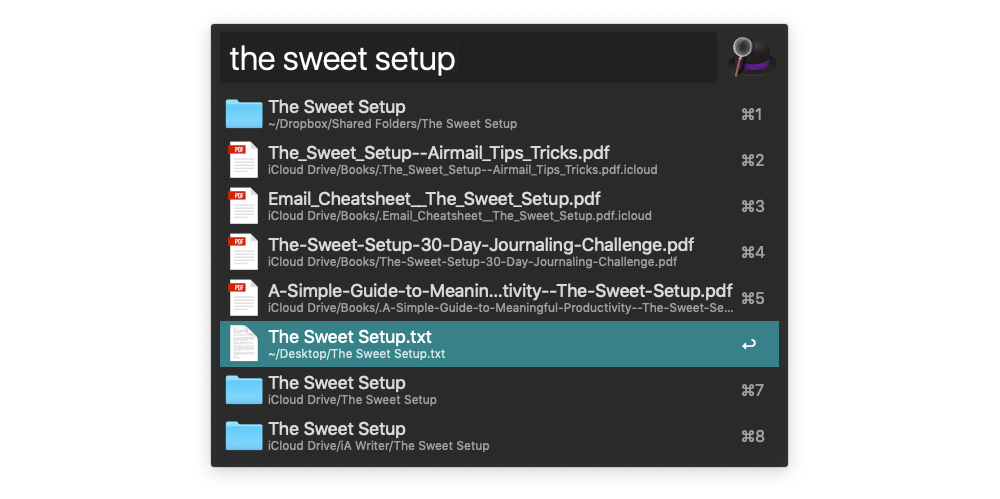 the sweet setup
The Sweet Setup
~/Dropbox/Shared Folders/The Sweet Setup
⌘1
PDF
The_Sweet_Setup--Airmail_Tips_Tricks.pdf
iCloud Drive/Books/.The_Sweet_Setup--Airmail_Tips_Tricks.pdf.icloud
⌘2
PDF
Email_Cheatsheet__The_Sweet_Setup.pdf
iCloud Drive/Books/.Email_Cheatsheet__The_Sweet_Setup.pdf.icloud
⌘3
PDF
The-Sweet-Setup-30-Day-Journaling-Challenge.pdf
iCloud Drive/Books/The-Sweet-Setup-30-Day-Journaling-Challenge.pdf
⌘4
PDF
A-Simple-Guide-to-Meanin...tivity--The-Sweet-Setup.pdf
iCloud Drive/Books/.A-Simple-Guide-to-Meaningful-Productivity--The-Sweet-Se...
⌘5
The Sweet Setup.txt
~/Desktop/The Sweet Setup.txt
↩
The Sweet Setup
iCloud Drive/The Sweet Setup
⌘7
The Sweet Setup
iCloud Drive/iA Writer/The Sweet Setup
⌘8